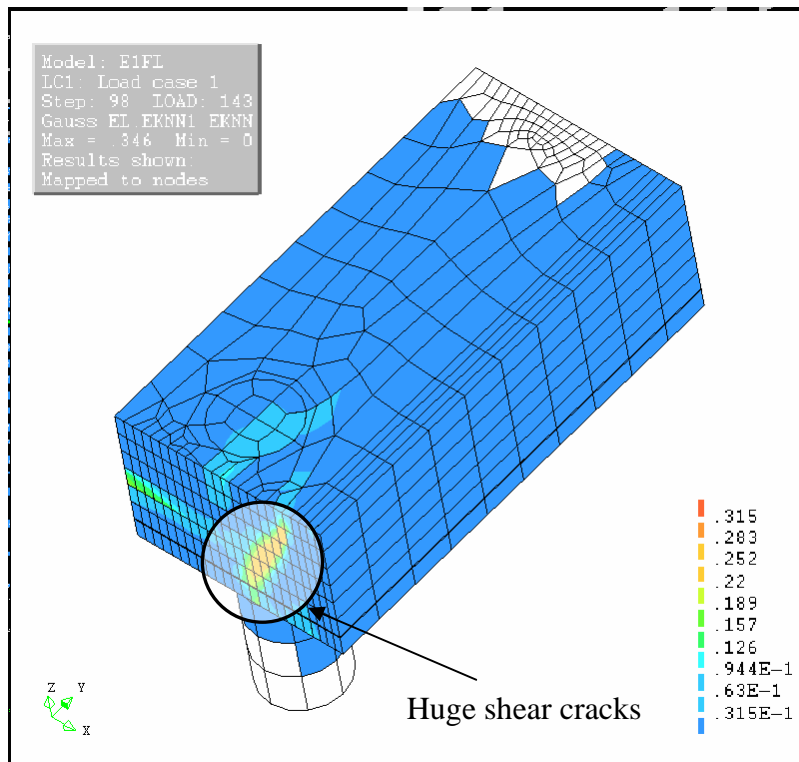 Model: E1FL
LC1: Load case 1
Step: 98 LOAD: 143
Gauss EL.EKNN1 EKNN
Max = .346 Min = 0
Results shown:
Mapped to nodes
.315
.283
.252
.22
.189
.157
.126
.944E-1
.63E-1
.315E-1
Z Y
X
Huge shear cracks